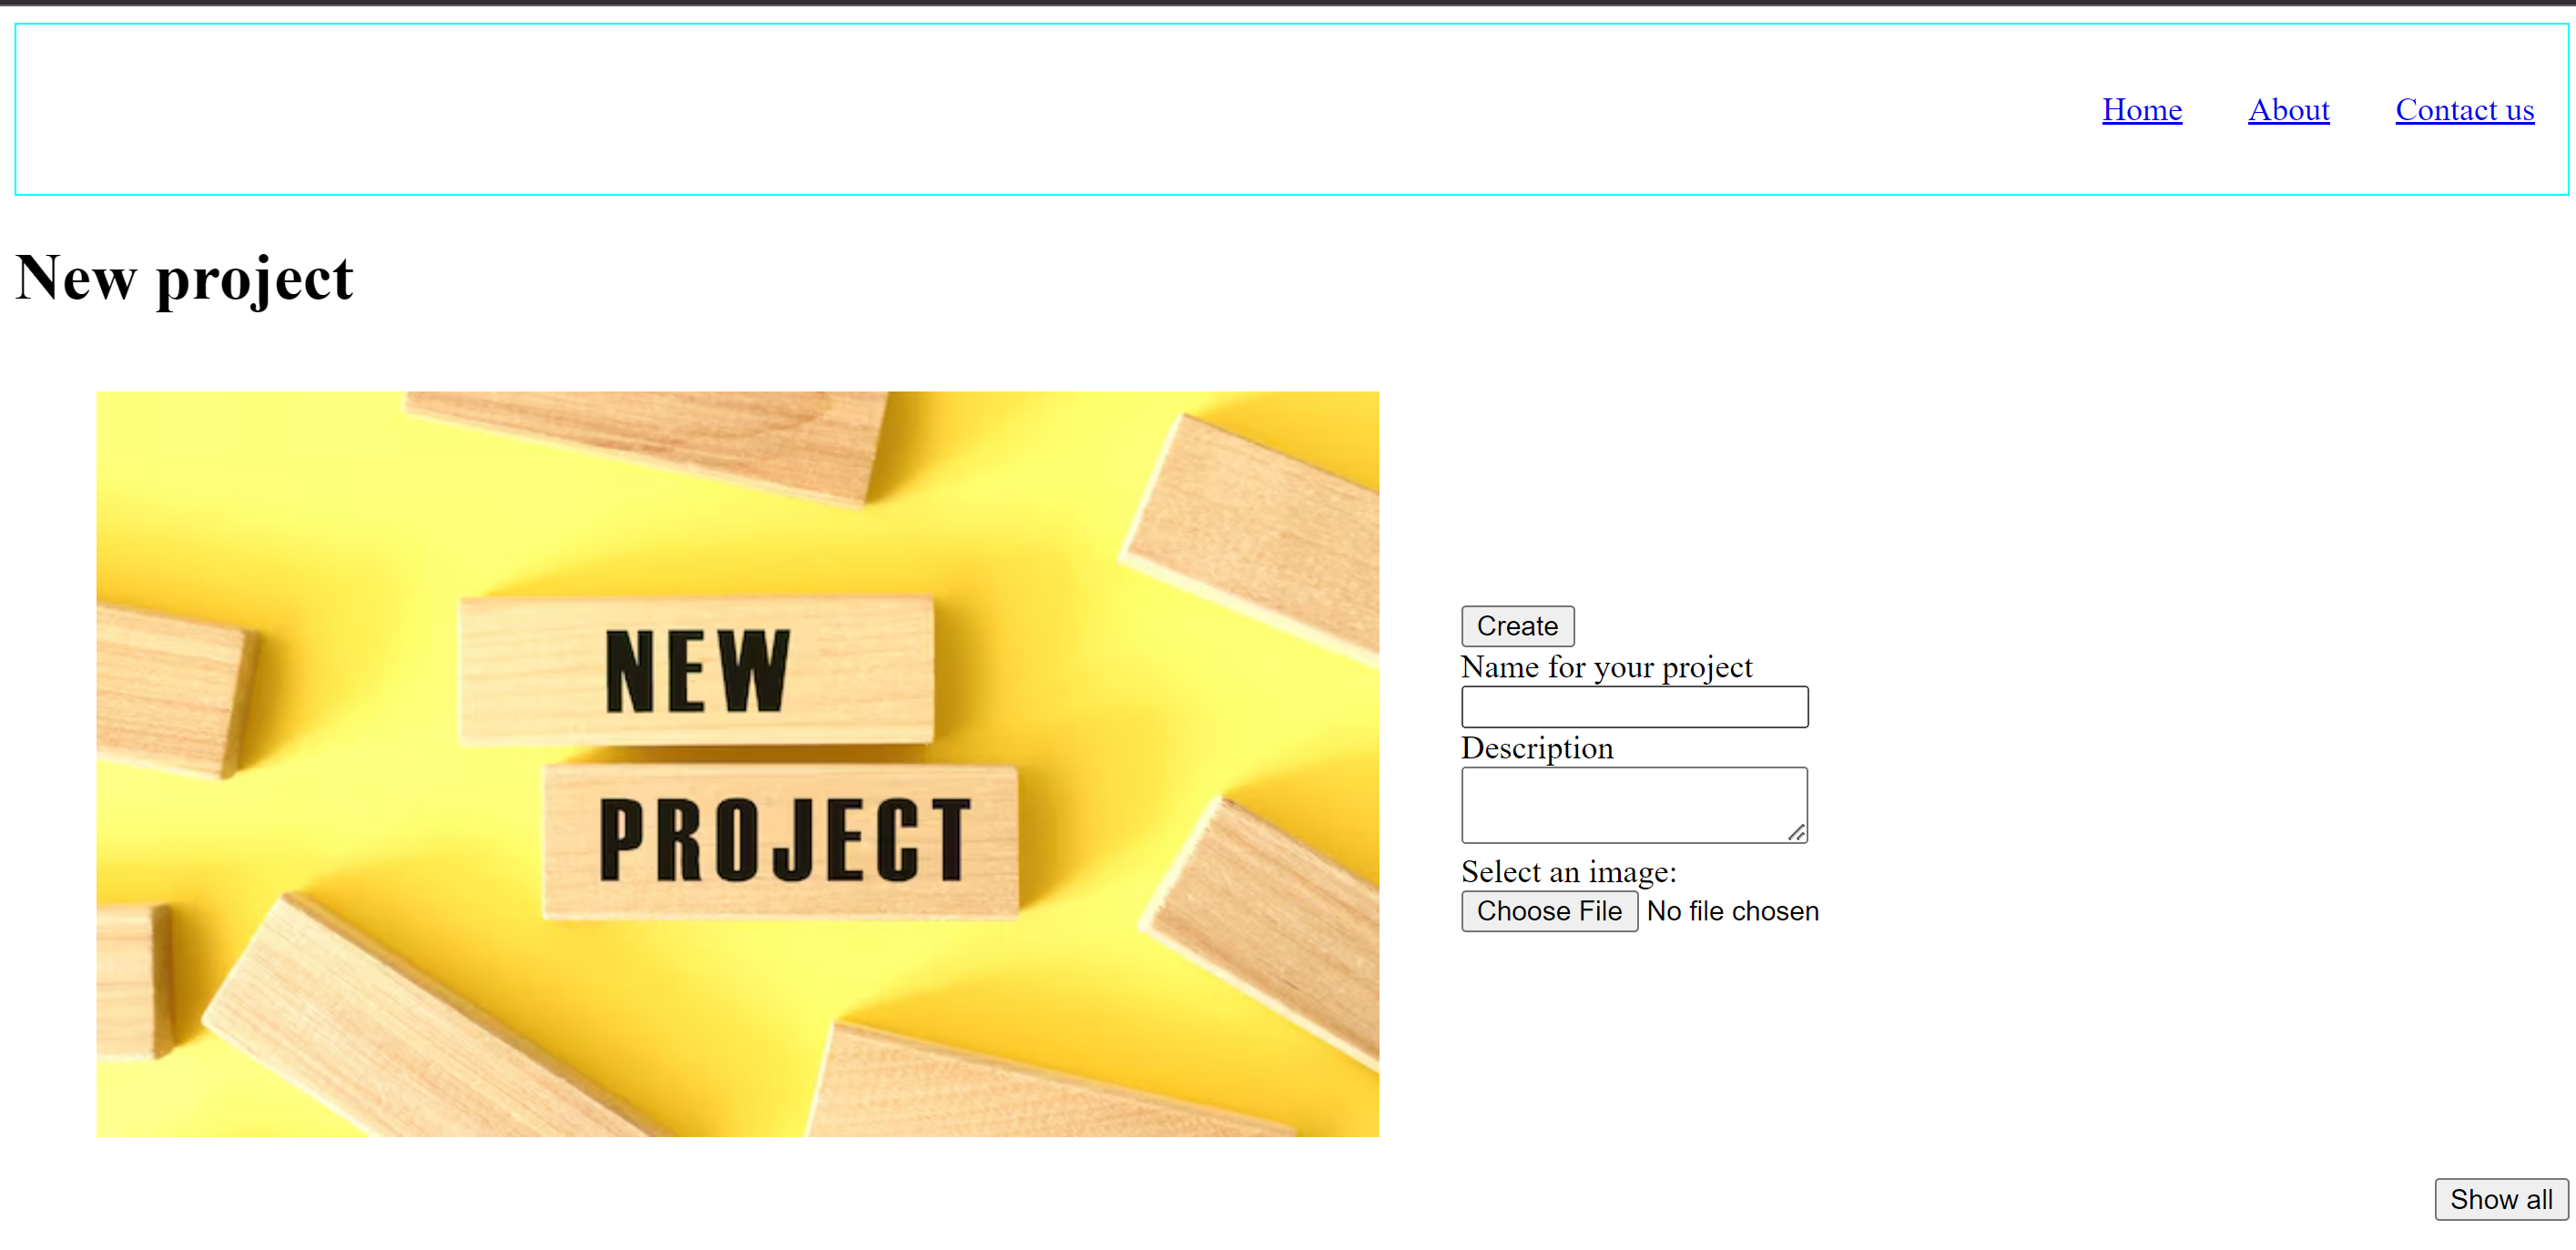 Home About Contact us
New project
NEW
PROJECT
Create
Name for your project
Description
Select an image:
Choose File No file chosen
Show all